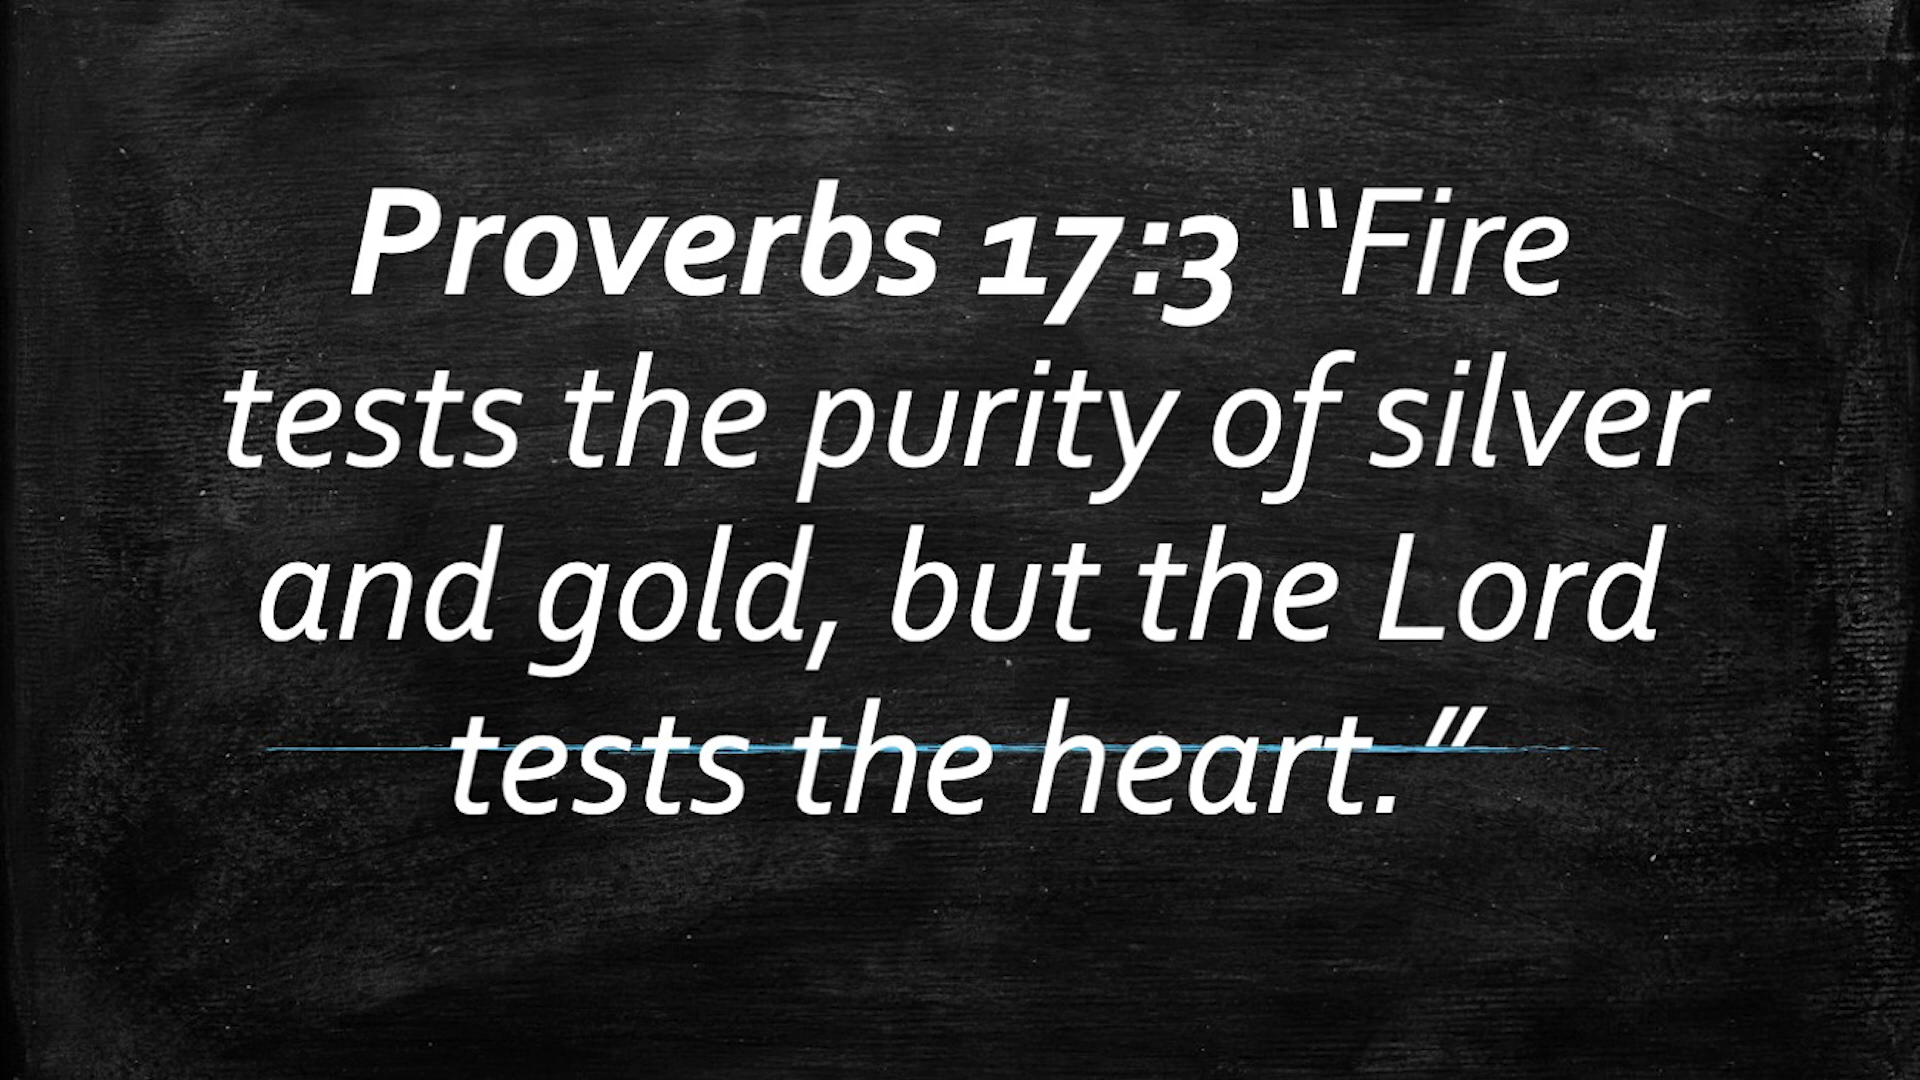 Proverbs 17:3 “Fire
tests the purity of silver
and gold, but the Lord
tests the heart.”